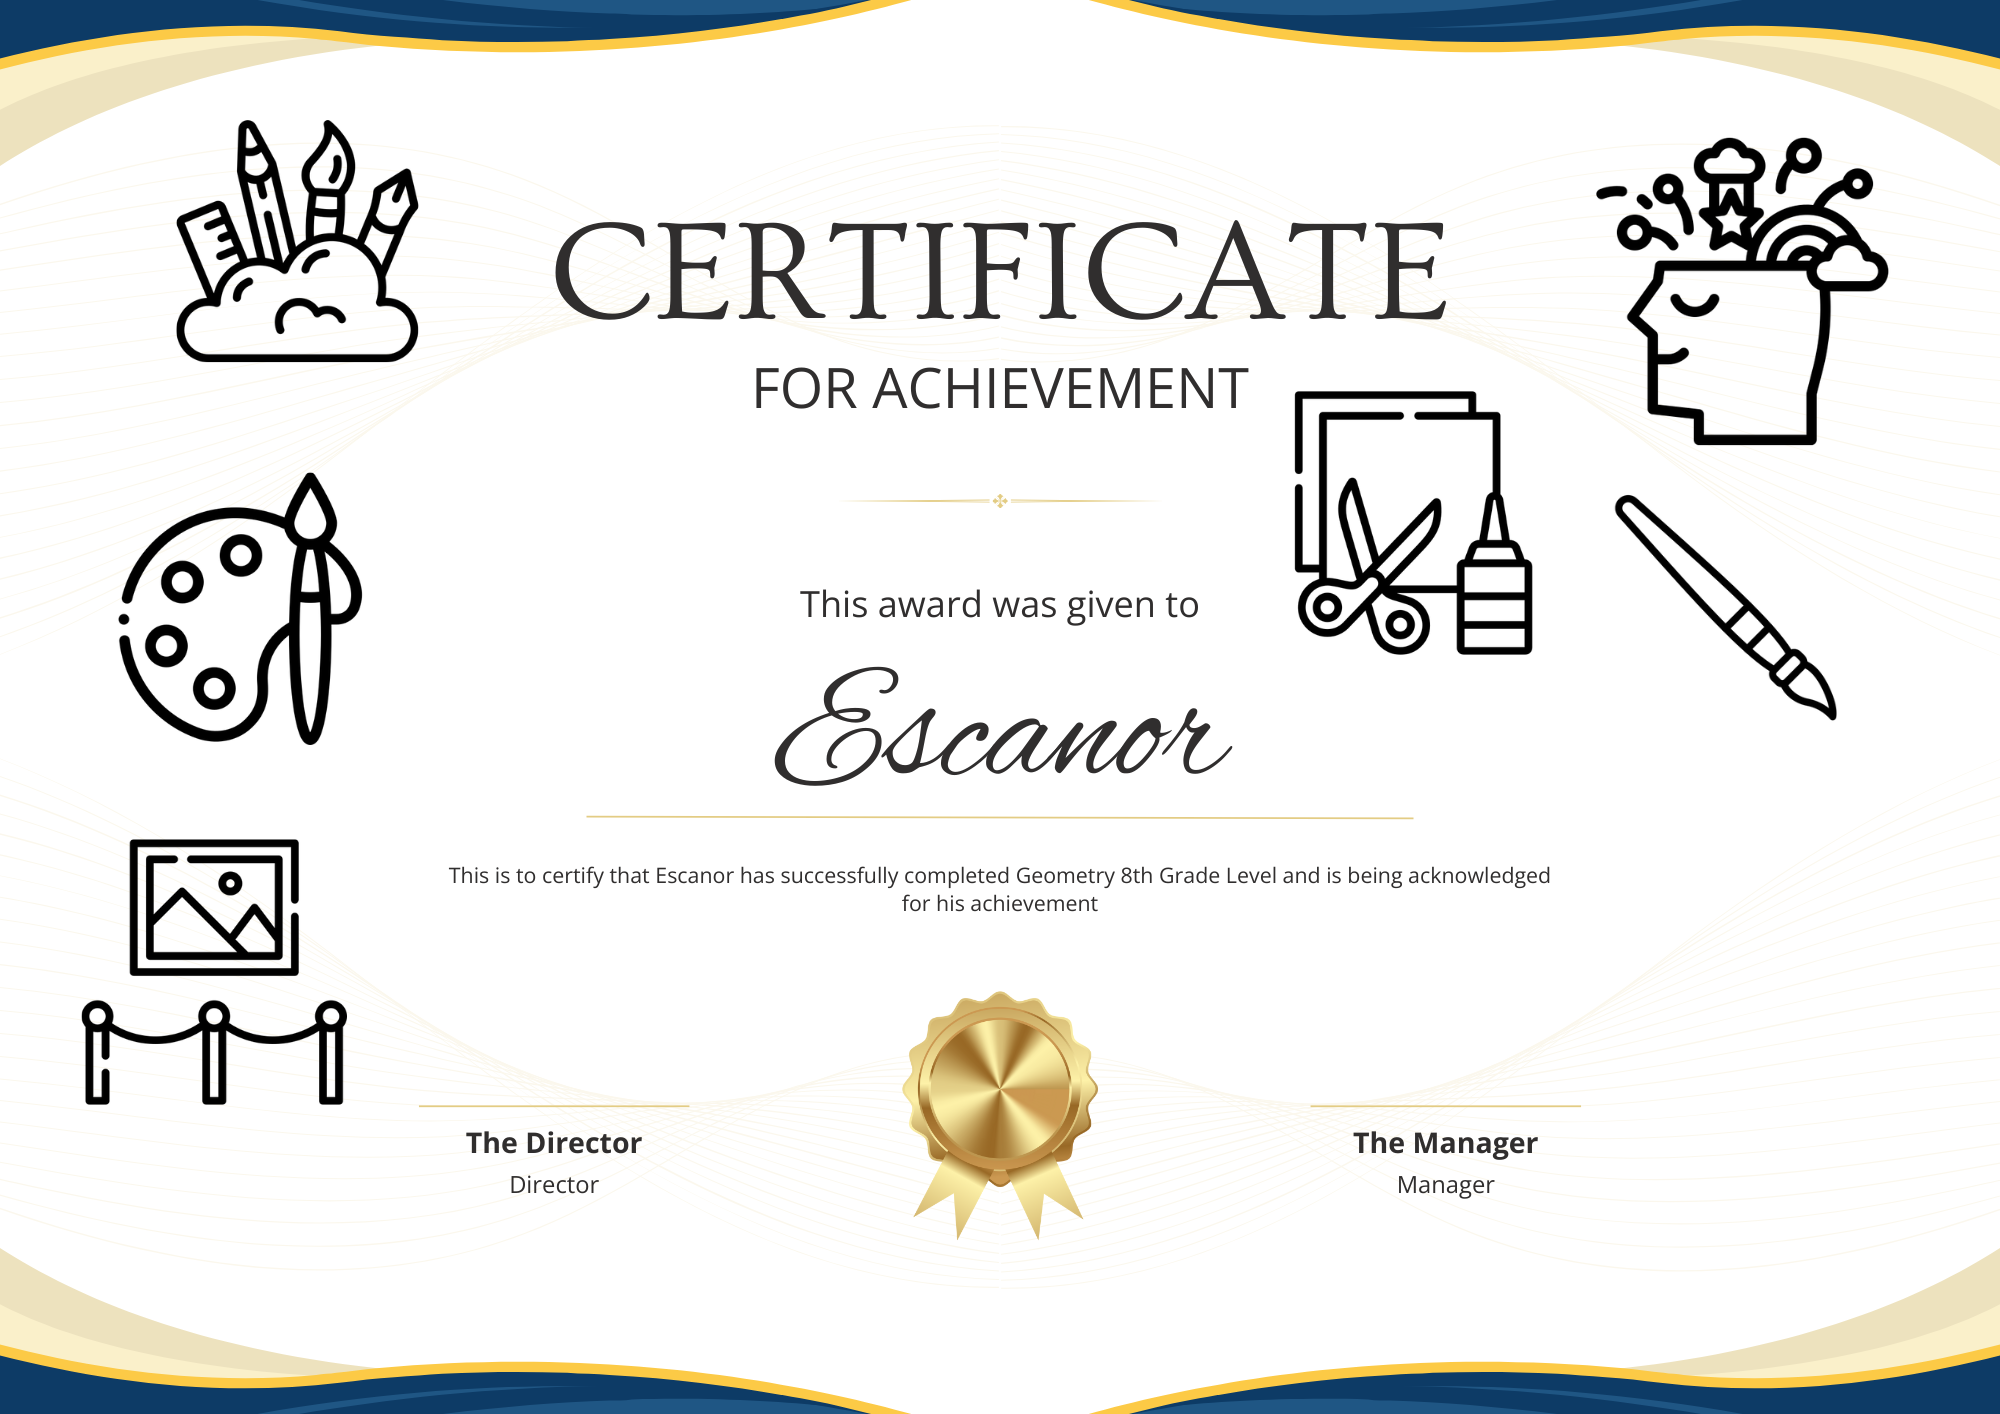 CERTIFICATE
FOR ACHIEVEMENT
This award was given to
Escanor
This is to certify that Escanor has successfully completed Geometry 8th Grade Level and is being acknowledged
for his achievement
The Director
Director
The Manager
Manager